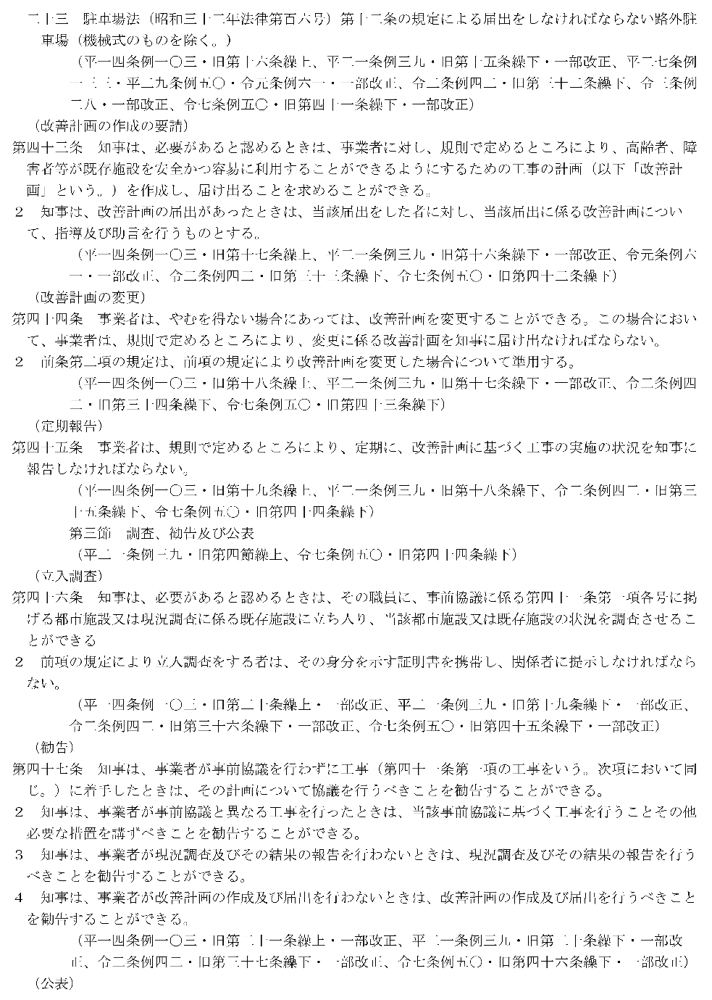 二十三　駐車場法（昭和三十二年法律第百六号）第十二条の規定による届出をしなければならない路外駐
車場（機械式のものを除く。）
（平一四条例一〇三・旧第十六条繰上、平二一条例三九・旧第十五条繰下・一部改正、平二七条例
一三三・平二九条例五〇・令元条例六一・一部改正、令二条例四二・旧第三十二条繰下、令三条例
二八・一部改正、令七条例五〇・旧第四十一条繰下・一部改正）
（改善計画の作成の要請）
第四十三条　知事は、必要があると認めるときは、事業者に対し、規則で定めるところにより、高齢者、障
害者等が既存施設を安全かつ容易に利用することができるようにするための工事の計画（以下「改善計
画」という。）を作成し、届け出ることを求めることができる。
２　知事は、改善計画の届出があったときは、当該届出をした者に対し、当該届出に係る改善計画につい
て、指導及び助言を行うものとする。
（平一四条例一〇三・旧第十七条繰上、平二一条例三九・旧第十六条繰下・一部改正、令元条例六
一・一部改正、令二条例四二・旧第三十三条繰下、令七条例五〇・旧第四十二条繰下）
（改善計画の変更）
第四十四条　事業者は、やむを得ない場合にあっては、改善計画を変更することができる。この場合におい
て、事業者は、規則で定めるところにより、変更に係る改善計画を知事に届け出なければならない。
２　前条第二項の規定は、前項の規定により改善計画を変更した場合について準用する。
（平一四条例一〇三・旧第十八条繰上、平二一条例三九・旧第十七条繰下・一部改正、令二条例四
二・旧第三十四条繰下、令七条例五〇・旧第四十三条繰下）
（定期報告）
第四十五条　事業者は、規則で定めるところにより、定期に、改善計画に基づく工事の実施の状況を知事に
報告しなければならない。
（平一四条例一〇三・旧第十九条繰上、平二一条例三九・旧第十八条繰下、令二条例四二・旧第三
十五条繰下、令七条例五〇・旧第四十四条繰下）
第三節　調査、勧告及び公表
（平二一条例三九・旧第四節繰上、令七条例五〇・旧第四十四条繰下）
（立入調査）
第四十六条　知事は、必要があると認めるときは、その職員に、事前協議に係る第四十一条第一項各号に掲
げる都市施設又は現況調査に係る既存施設に立ち入り、当該都市施設又は既存施設の状況を調査させるこ
とができる
２　前項の規定により立入調査をする者は、その身分を示す証明書を携帯し、関係者に提示しなければなら
ない。
（平一四条例一〇三・旧第二十条繰上・一部改正、平二一条例三九・旧第十九条繰下・一部改正、
令二条例四二・旧第三十六条繰下・一部改正、令七条例五〇・旧第四十五条繰下・一部改正）
（勧告）
第四十七条　知事は、事業者が事前協議を行わずに工事（第四十一条第一項の工事をいう。次項において同
じ。）に着手したときは、その計画について協議を行うべきことを勧告することができる。
２　知事は、事業者が事前協議と異なる工事を行ったときは、当該事前協議に基づく工事を行うことその他
必要な措置を講ずべきことを勧告することができる。
３　知事は、事業者が現況調査及びその結果の報告を行わないときは、現況調査及びその結果の報告を行う
べきことを勧告することができる。
４　知事は、事業者が改善計画の作成及び届出を行わないときは、改善計画の作成及び届出を行うべきこと
を勧告することができる。
（平一四条例一〇三・旧第二十一条繰上・一部改正、平二一条例三九・旧第二十条繰下・一部改
正、令二条例四二・旧第三十七条繰下・一部改正、令七条例五〇・旧第四十六条繰下・一部改正）
（公表）